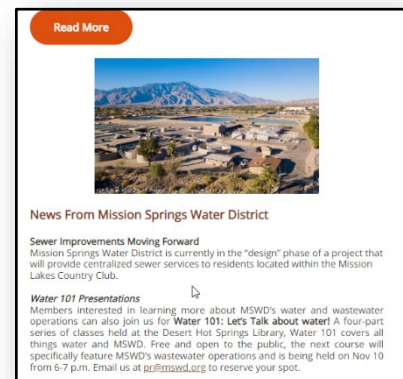 Read More
News From Mission Springs Water District
Sewer Improvements Moving Forward
Mission Springs Water District is currently in the "design" phase of a project that
will provide centralized sewer services to residents located within the Mission
Lakes Country Club.
Water 101 Presentations
Members interested in learning more about MSWD's water and wastewater
operations can also join us for Water 101: Let's Talk about water! A four-part
series of classes held at the Desert Hot Springs Library, Water 101 covers all
things water and MSWD. Free and open to the public, the next course will
specifically feature MSWD's wastewater operations and is being held on Nov 10
from 6-7 p.m. Email us at pr@mswd.org to reserve your spot.